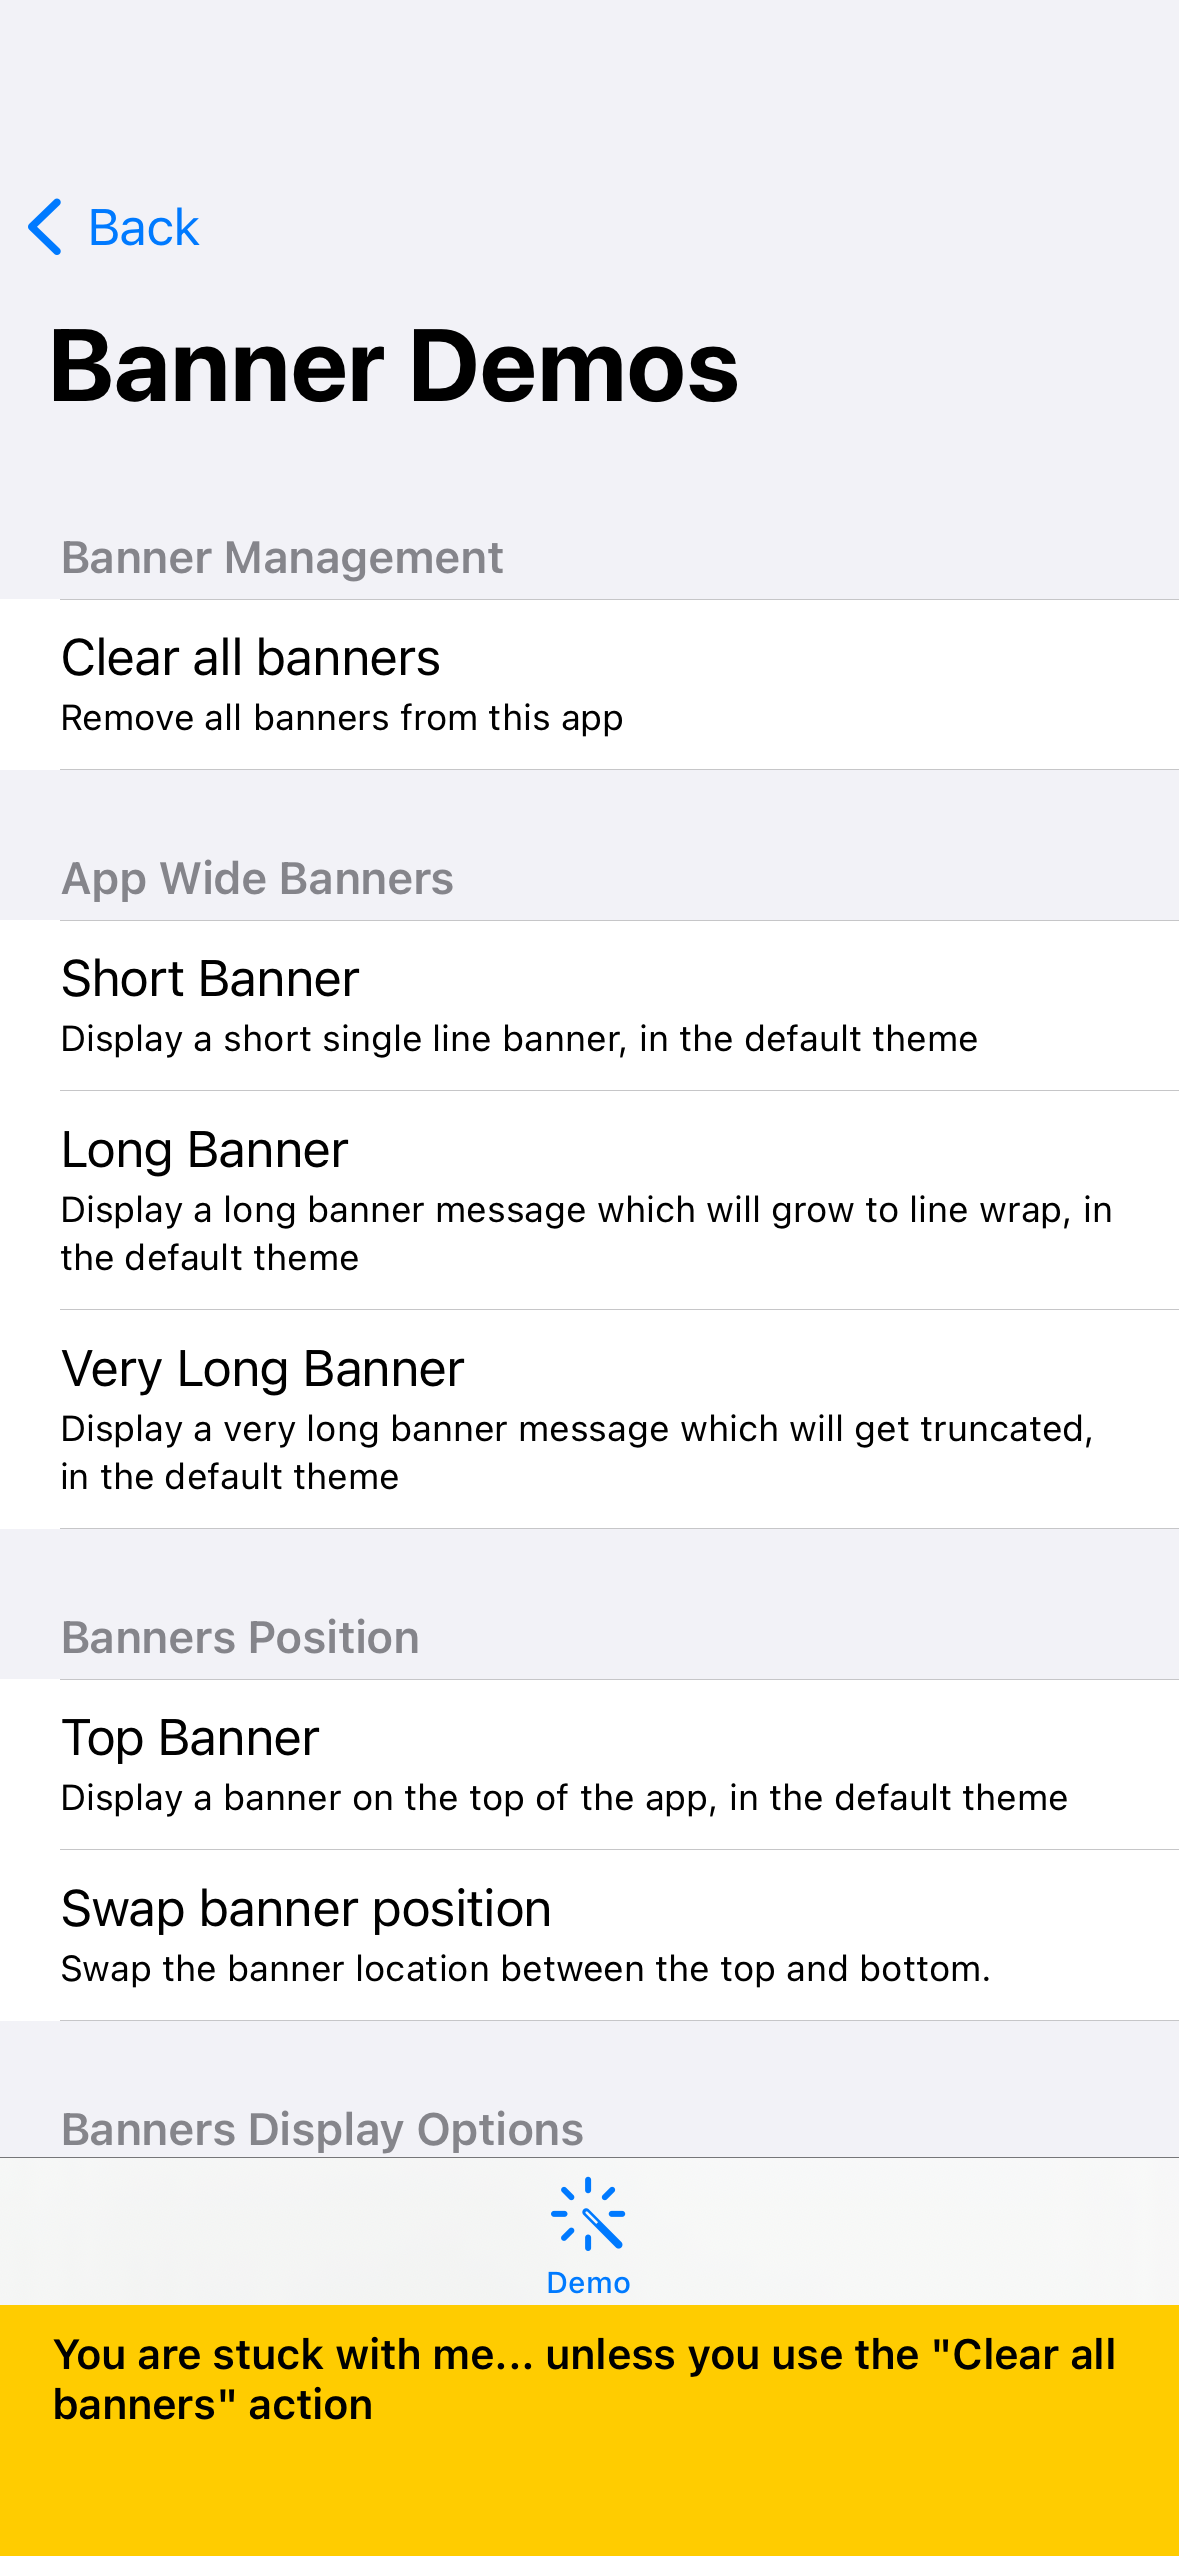 Back
Banner Demos
Banner Management
Clear all banners
Remove all banners from this app
App Wide Banners
Short Banner
Display a short single line banner, in the default theme
Long Banner
Display a long banner message which will grow to line wrap, in
the default theme
Very Long Banner
Display a very long banner message which will get truncated,
in the default theme
Banners Position
Top Banner
Display a banner on the top of the app, in the default theme
Swap banner position
Swap the banner location between the top and bottom.
Banners Display Options
Demo
You are stuck with me... unless you use the "Clear all
banners" action